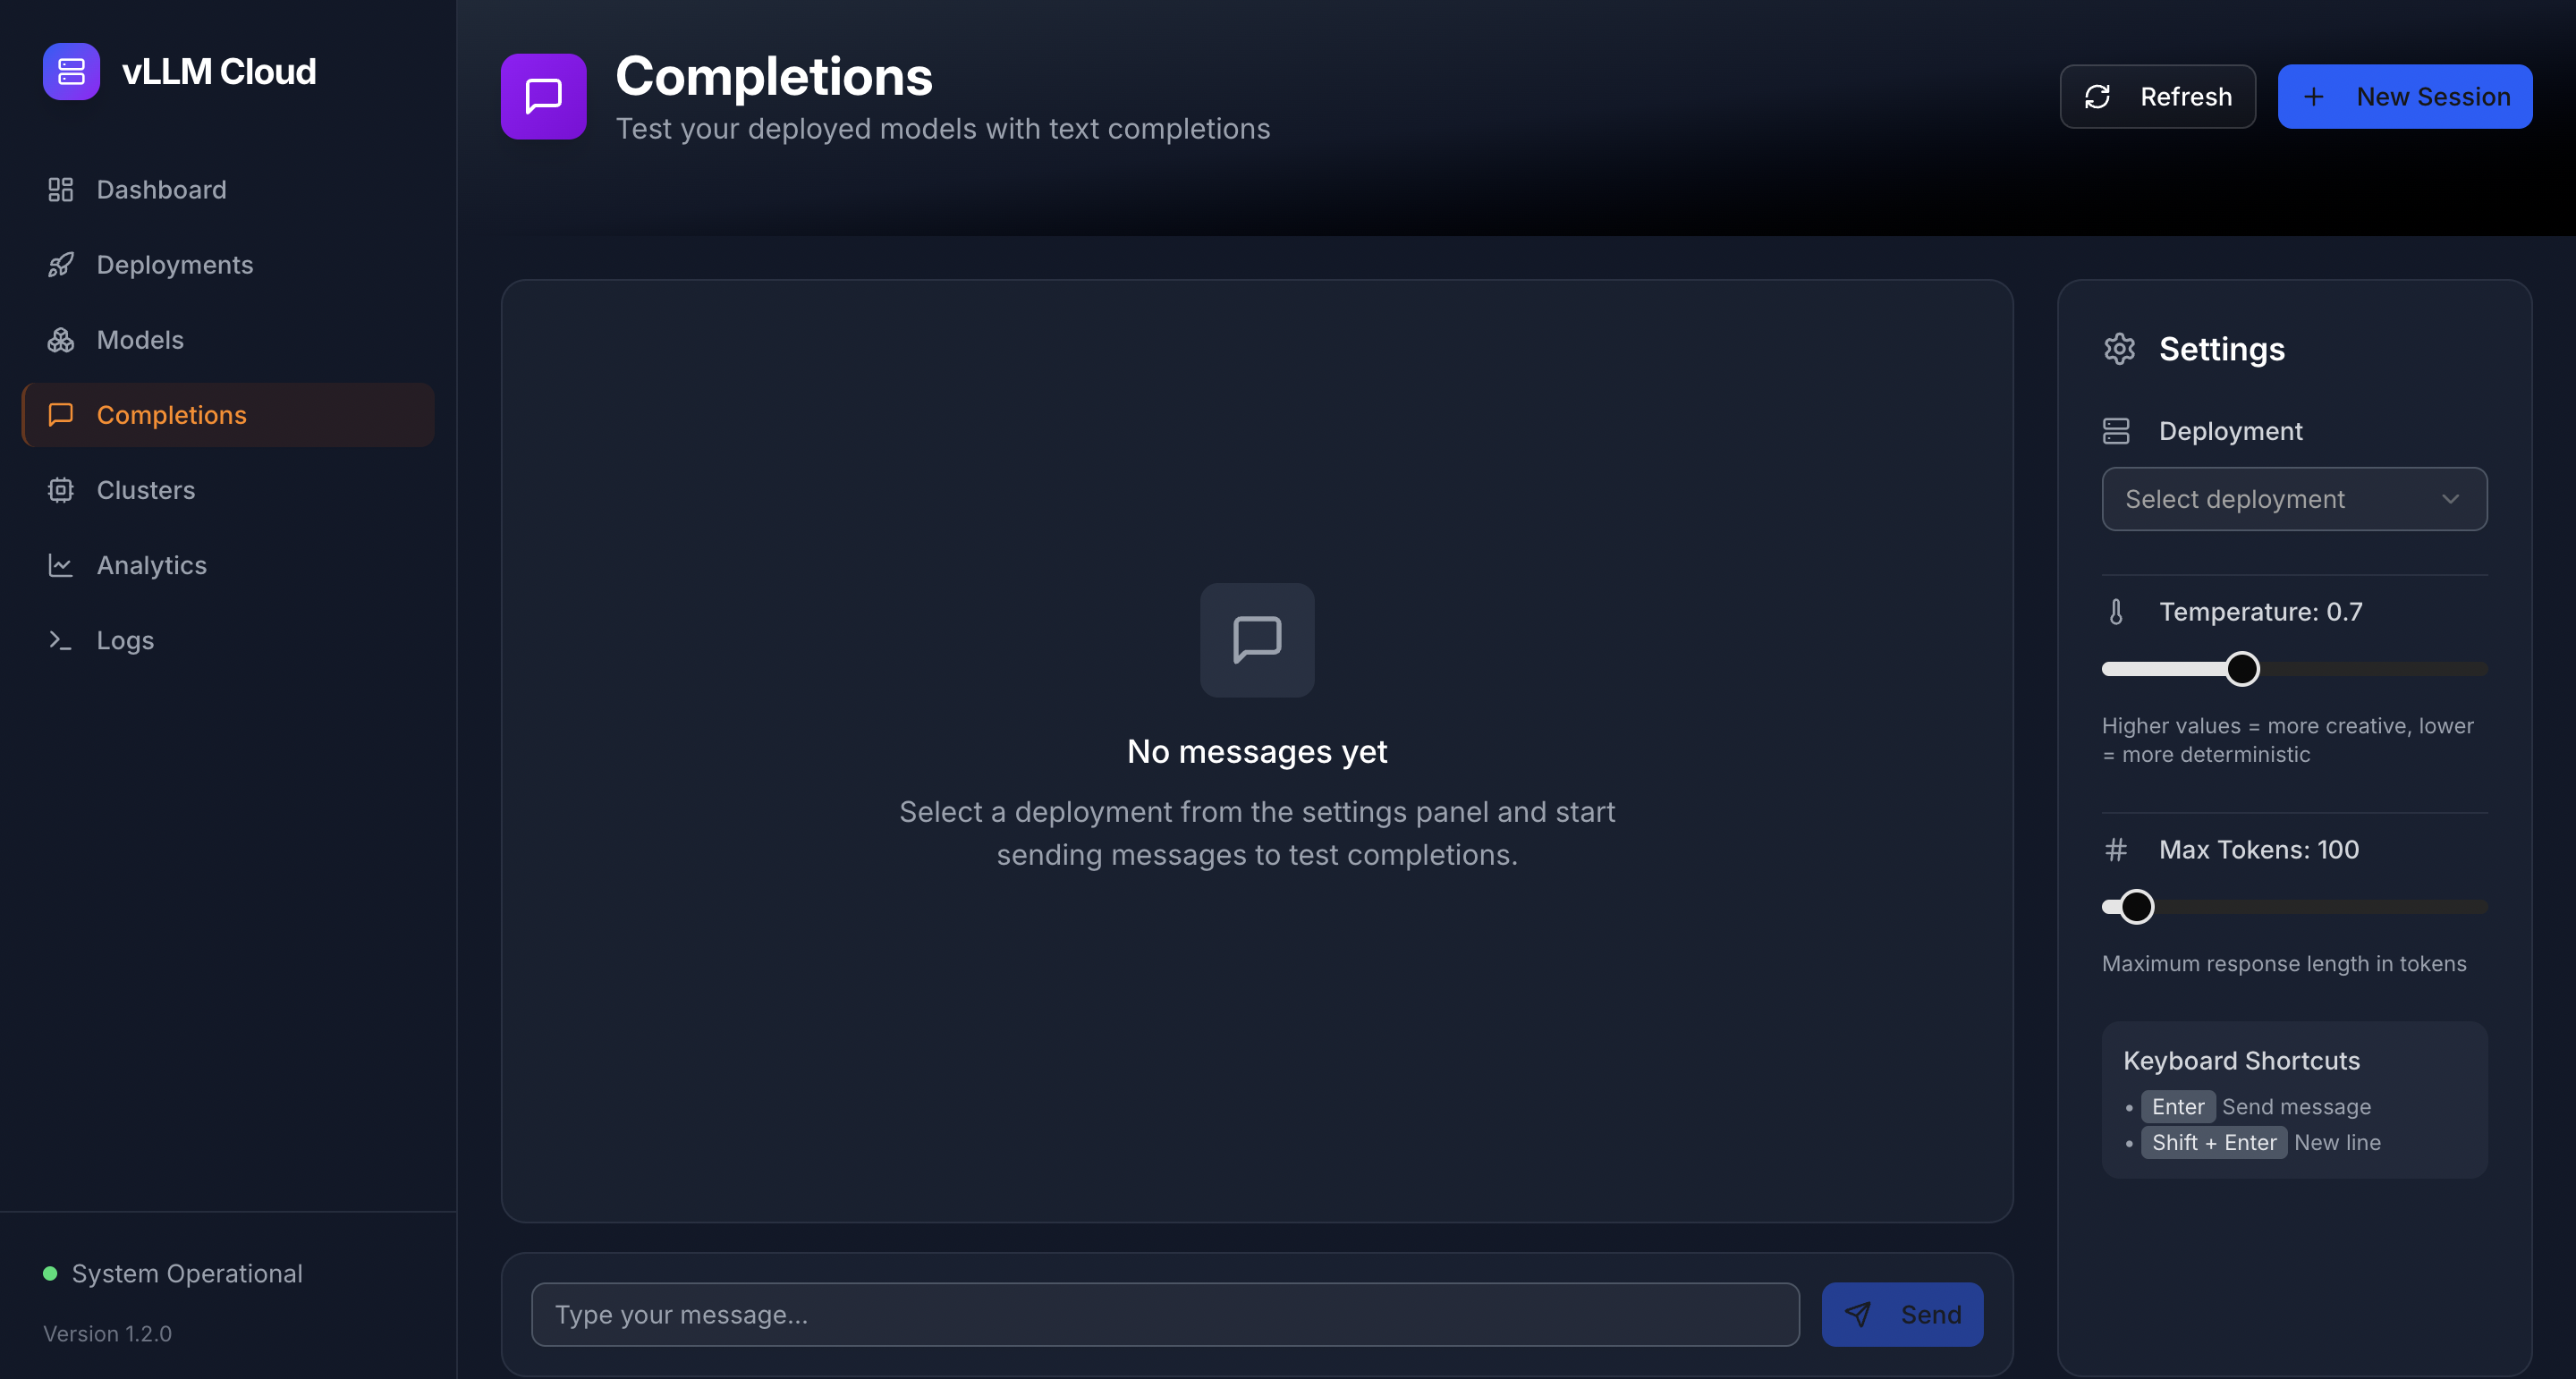 vLLM Cloud
Dashboard
Deployments
Models
Completions
Clusters
Analytics
Logs
System Operational
Version 1.2.0
Completions
Test your deployed models with text completions
Refresh
New Session
No messages yet
Select a deployment from the settings panel and start
sending messages to test completions.
Type your message...
Send
Settings
Deployment
Select deployment
Temperature: 0.7
Higher values = more creative, lower
= more deterministic
Max Tokens: 100
Maximum response length in tokens
Keyboard Shortcuts
• Enter Send message
• Shift + Enter New line